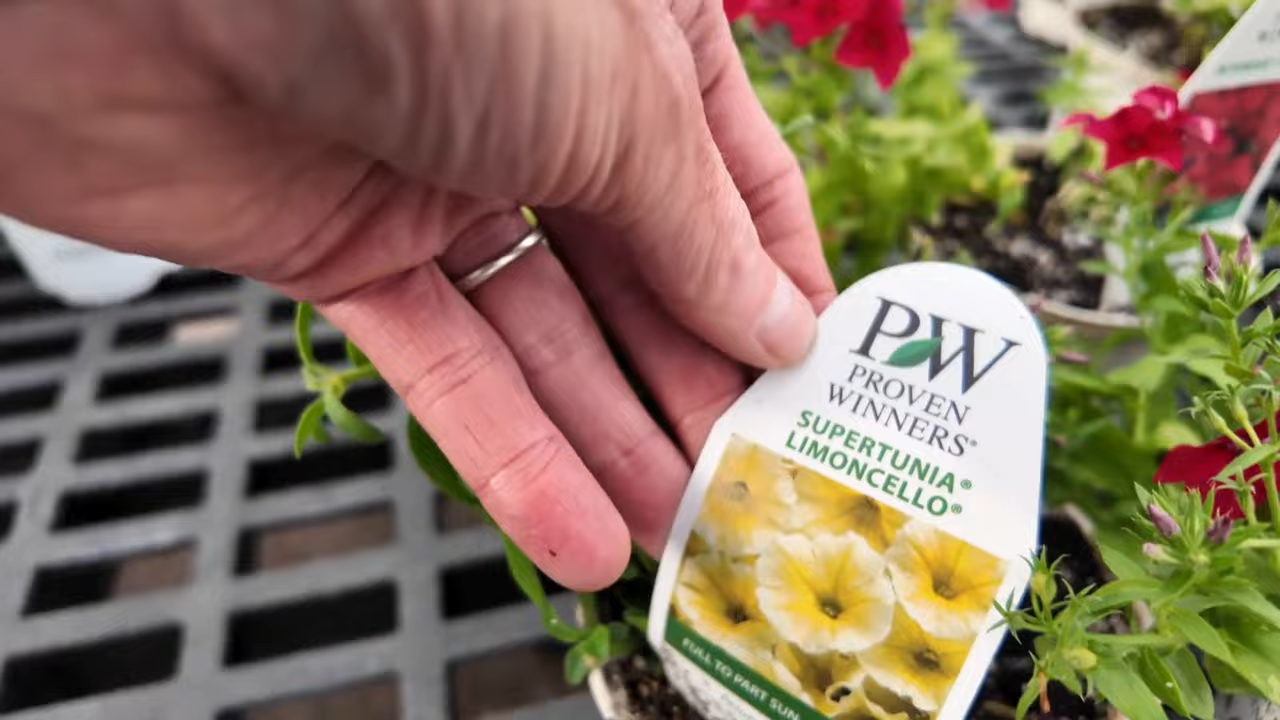 PW
PROVEN
WINNERS®
SUPERTUNIA®
LIMONCELLO®
FULL TO PART SUN